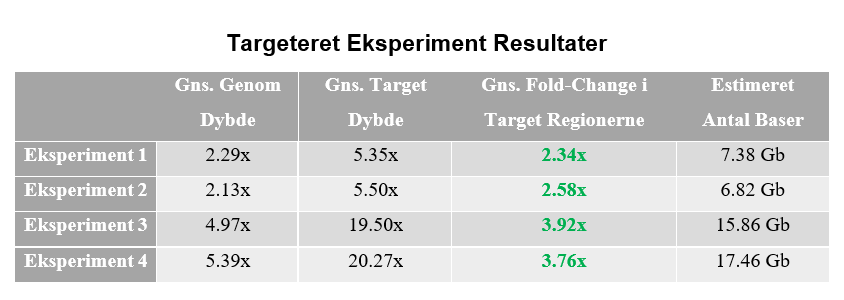 Targeteret Eksperiment Resultater
Gns. Genom Dybde Gns. Target Dybde Gns. Fold-Change i Target Regionerne Estimeret Antal Baser
Eksperiment 1 2.29x 5.35x 2.34x 7.38 Gb
Eksperiment 2 2.13x 5.50x 2.58x 6.82 Gb
Eksperiment 3 4.97x 19.50x 3.92x 15.86 Gb
Eksperiment 4 5.39x 20.27x 3.76x 17.46 Gb